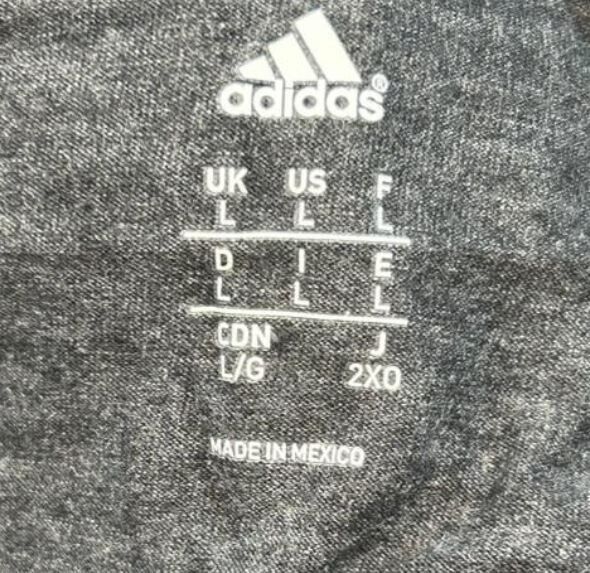 adidas®
UK US F
L L L
D I E
L L L
CDN J
L/G 2XO
MADE IN MEXICO